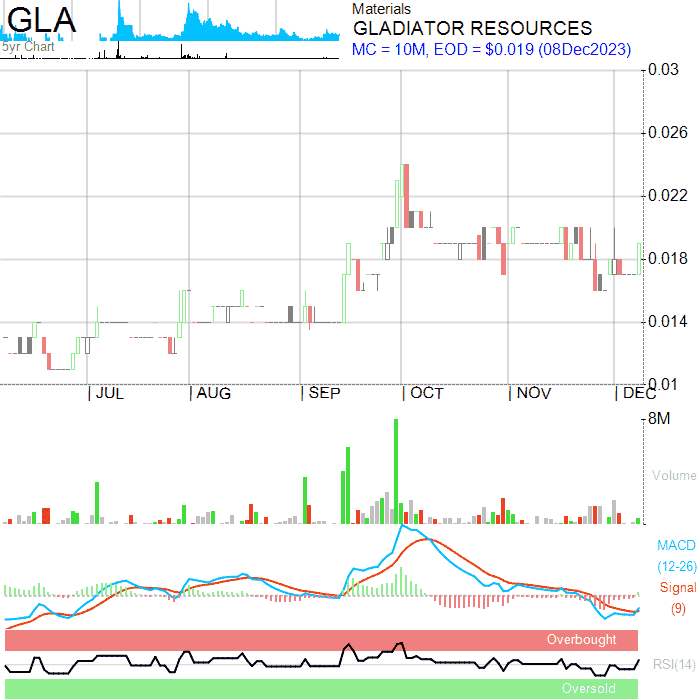 GLA
5yr Chart
Materials
GLADIATOR RESOURCES
MC = 10M, EOD = $0.019 (08Dec2023)
0.03
0.026
0.022
0.018
0.014
0.01
JUL AUG SEP OCT NOV DEC
8M
Volume
MACD
(12-26)
Signal
(9)
Overbought
RSI(14)
Oversold